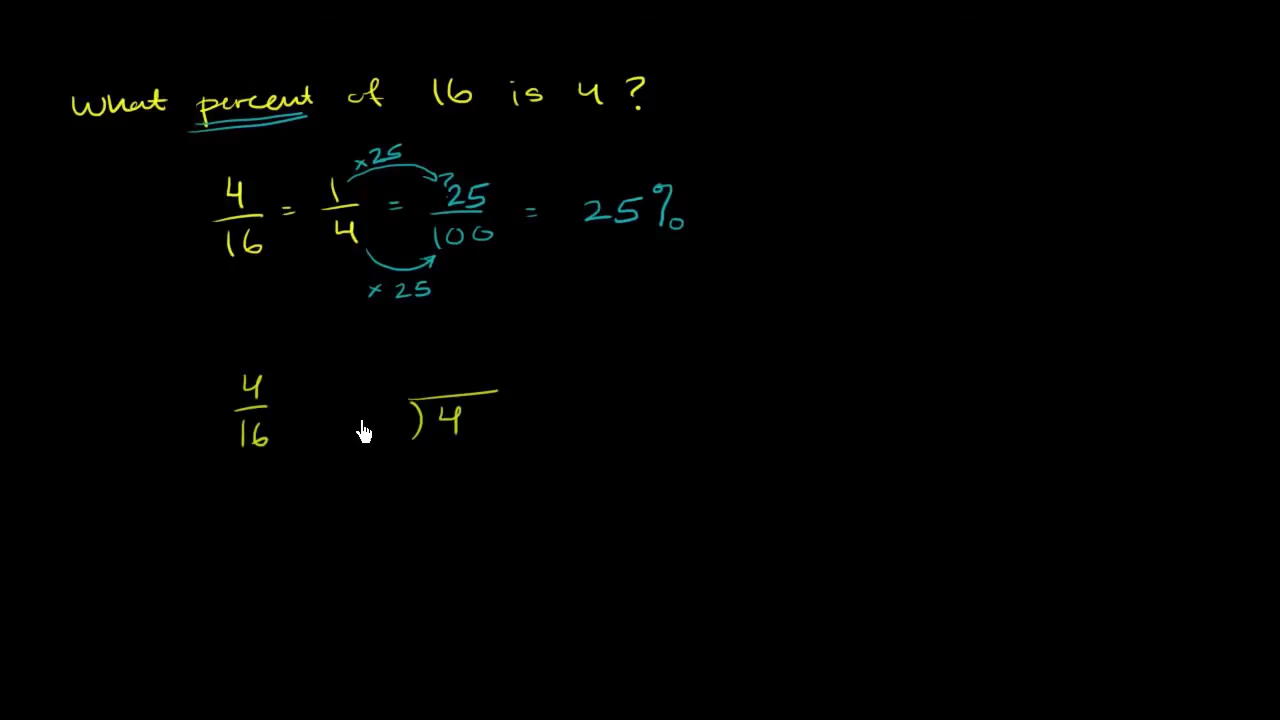 What percent of 16 is 4?
×25
4/16 = 1/4 = ?25/100 = 25%
×25
4/16 )4